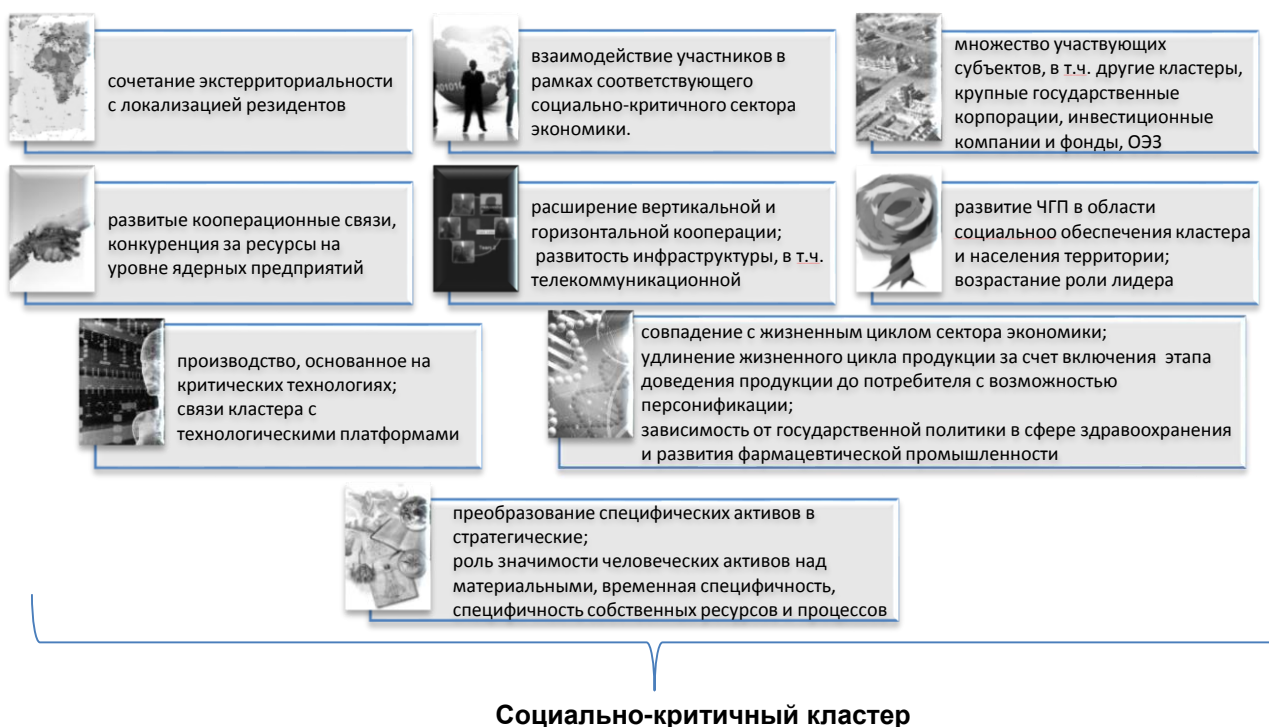 сочетание экстерриториальности
с локализацией резидентов
взаимодействие участников в
рамках соответствующего
социально-критичного сектора
экономики.
множество участвующих
субъектов, в т.ч. другие кластеры,
крупные государственные
корпорации, инвестиционные
компании и фонды, ОЭЗ
развитые кооперационные связи,
конкуренция за ресурсы на
уровне ядерных предприятий
расширение вертикальной и
горизонтальной кооперации;
развитость инфраструктуры, в т.ч.
телекоммуникационной
развитие ЧГП в области
социальноо обеспечения кластера
и населения территории;
возрастание роли лидера
производство, основанное на
критических технологиях;
связи кластера с
технологическими платформами
совпадение с жизненным циклом сектора экономики;
удлинение жизненного цикла продукции за счет включения этапа
доведения продукции до потребителя с возможностью
персонификации;
зависимость от государственной политики в сфере здравоохранения
и развития фармацевтической промышленности
преобразование специфических активов в
стратегические;
роль значимости человеческих активов над
материальными, временная специфичность,
специфичность собственных ресурсов и процессов
Социально-критичный кластер